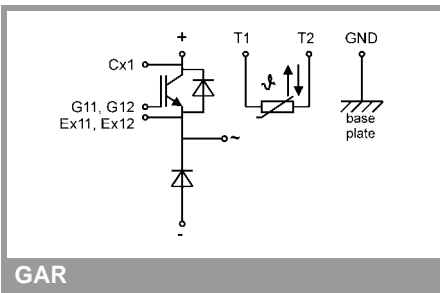 +
T1 T2 GND
Cx1
ϑ
G11, G12
Ex11, Ex12
base
plate
~
-
GAR